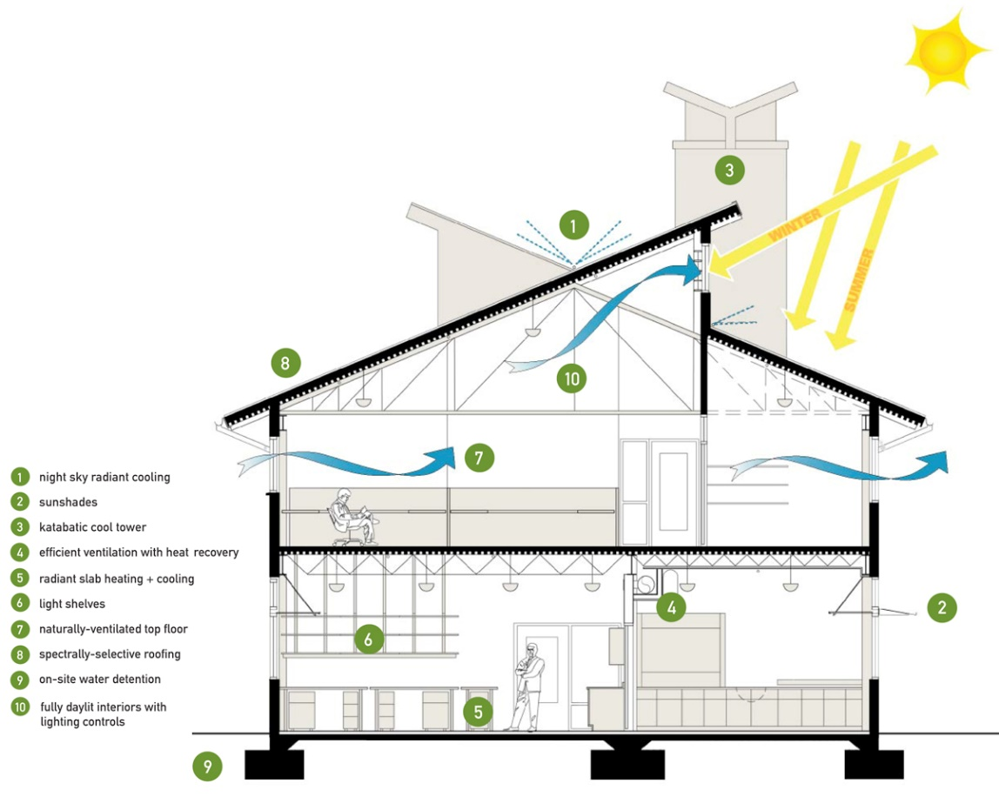 1
3
WINTER
SUMMER
8
10
7
1 night sky radiant cooling
2 sunshades
3 katabatic cool tower
4 efficient ventilation with heat recovery
5 radiant slab heating + cooling
6 light shelves
7 naturally-ventilated top floor
8 spectrally-selective roofing
9 on-site water detention
10 fully daylit interiors with
lighting controls
4
2
6
5
9